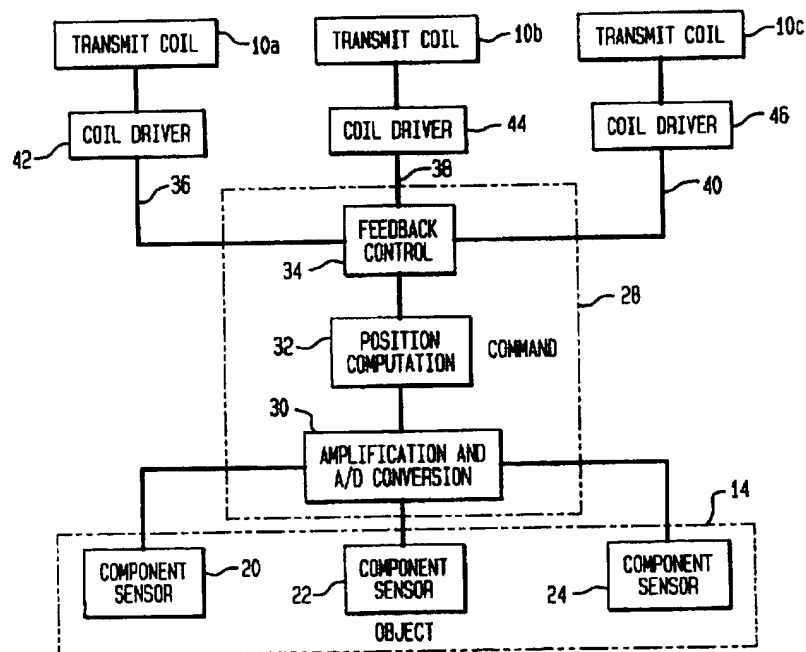 TRANSMIT COIL
10a
TRANSMIT COIL
10b
TRANSMIT COIL
10c
COIL DRIVER
42
COIL DRIVER
44
COIL DRIVER
46
36
38
40
FEEDBACK
CONTROL
34
28
32
POSITION
COMPUTATION
COMMAND
30
AMPLIFICATION AND
A/D CONVERSION
14
COMPONENT
SENSOR
20
22
COMPONENT
SENSOR
24
COMPONENT
SENSOR
OBJECT